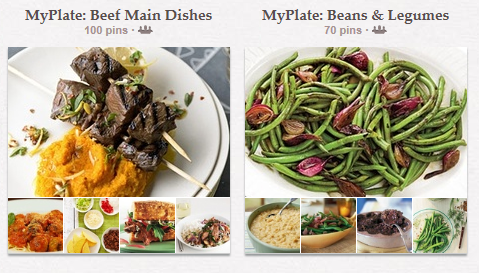 MyPlate: Beef Main Dishes
100 pins ·
MyPlate: Beans & Legumes
70 pins ·